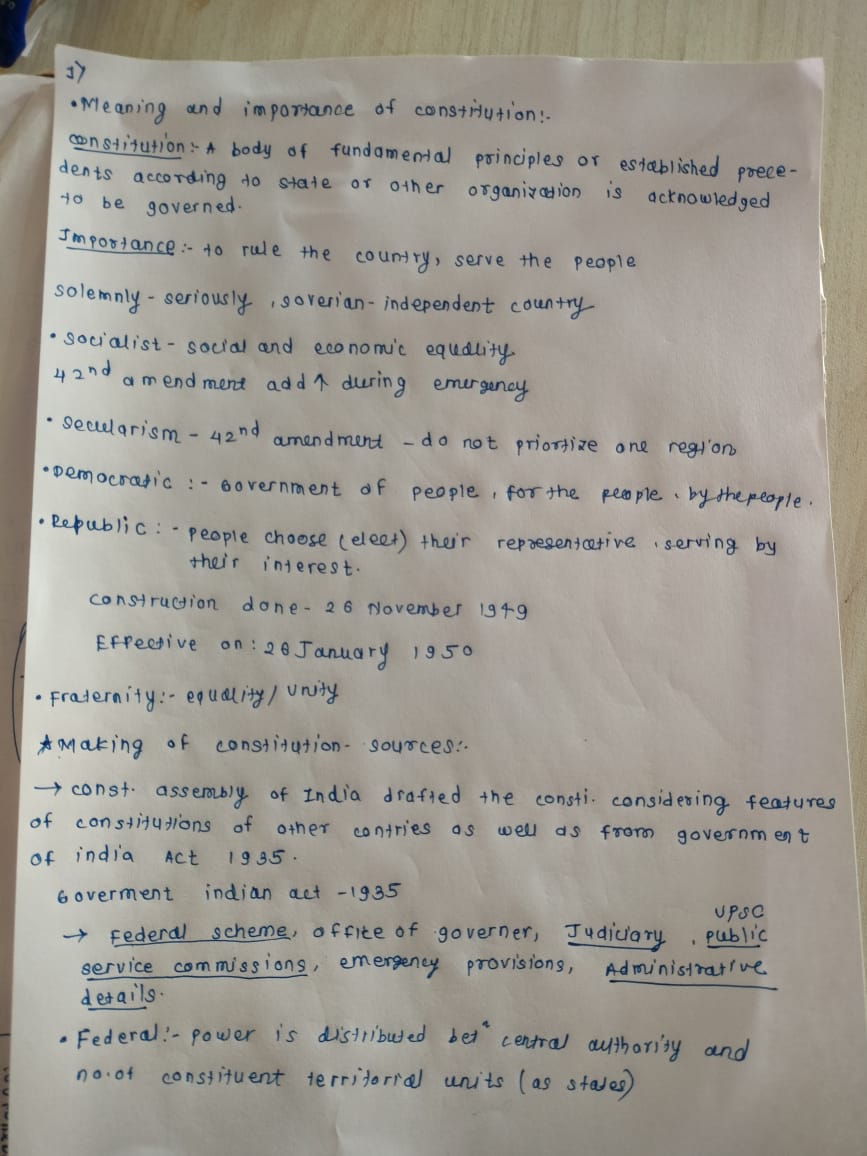 1)
• Meaning and importance of constitution:-
constitution:- A body of fundamental principles or established prece-
dents according to state or other organization is acknowledged
to be governed.
Importance:- to rule the country, serve the people
solemnly - seriously, soverian - independent country
• socialist - social and economic equality
42nd amendment add ↑ during emergency
• secularism - 42nd amendment - do not priortize one region
• Democratic :- Government of people, for the people, by the people.
• Republic :- people choose (elect) their representative, serving by
their interest.
construction done - 26 November 1949
Effective on : 26 January 1950
• Fraternity:- equality/ unity
★ Making of constitution - sources:-
→ const. assembly of India drafted the consti. considering features
of constitutions of other contries as well as from government
of india Act 1935.
Goverment indian act - 1935
UPSC
→ Federal scheme, office of governer, Judiciary, public
service commissions, emergency provisions, Administrative
details.
• Federal:- power is distributed betn central authority and
no. of constituent territorial units (as states)